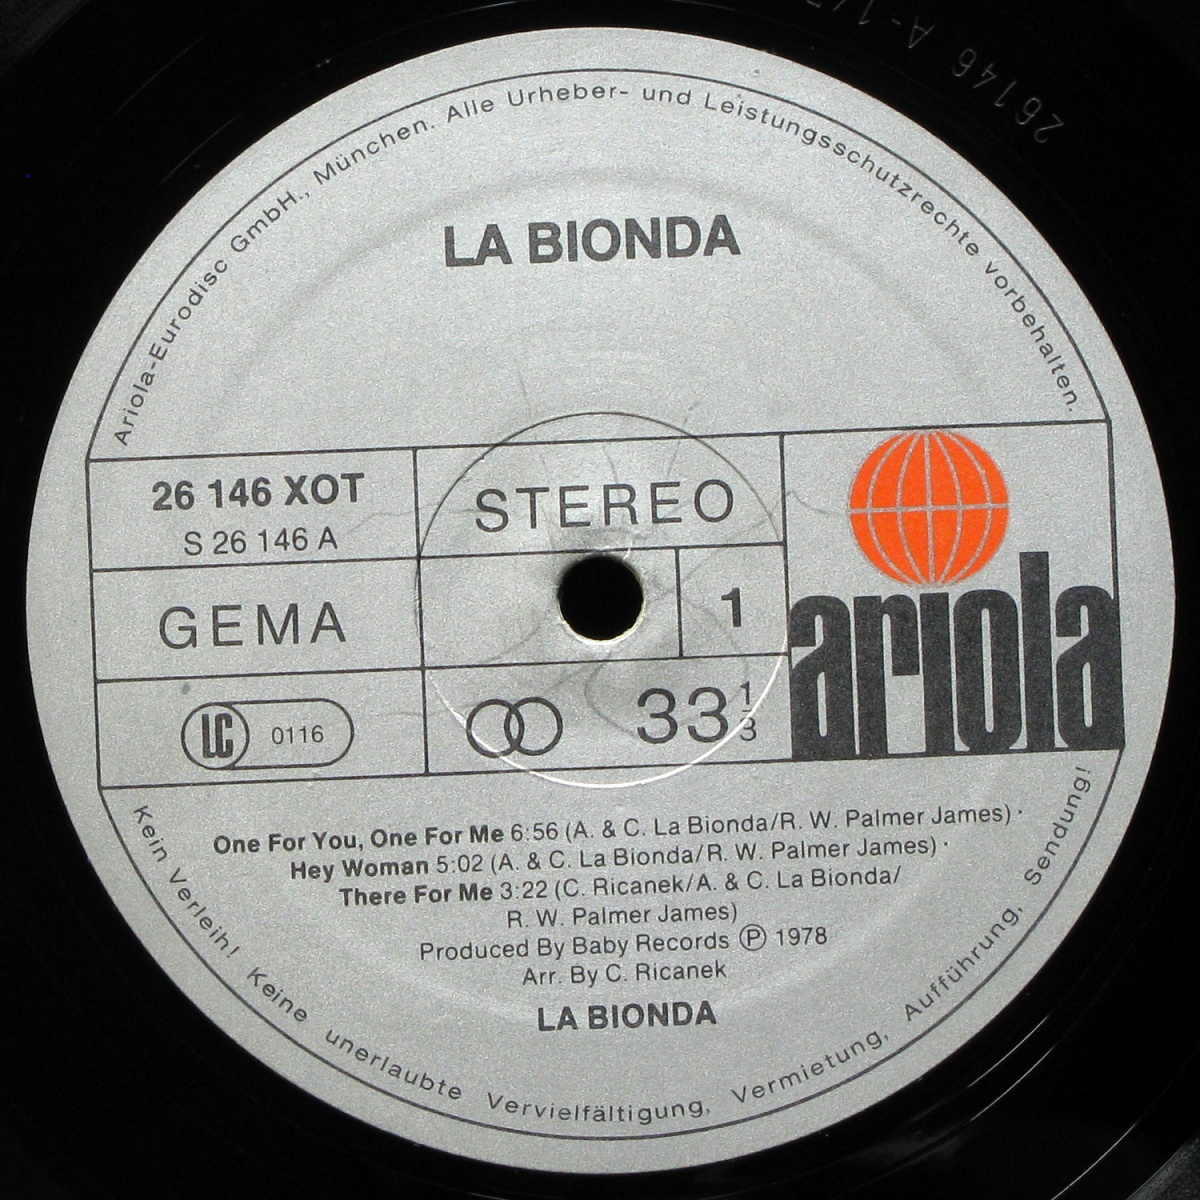 26146 A-1/
Ariola-Eurodisc GmbH., München. Alle Urheber- und Leistungsschutzrechte vorbehalten.
LA BIONDA
26 146 XOT
S 26 146 A
STEREO
GEMA
1
LC 0116
33 1/3
ariola
One For You, One For Me 6:56 (A. & C. La Bionda/R. W. Palmer James) ·
Hey Woman 5:02 (A. & C. La Bionda/R. W. Palmer James) ·
There For Me 3:22 (C. Ricanek/A. & C. La Bionda/
R. W. Palmer James)
Produced By Baby Records Ⓟ 1978
Arr. By C. Ricanek
LA BIONDA
Kein Verleih! Keine unerlaubte Vervielfältigung, Vermietung, Aufführung, Sendung!